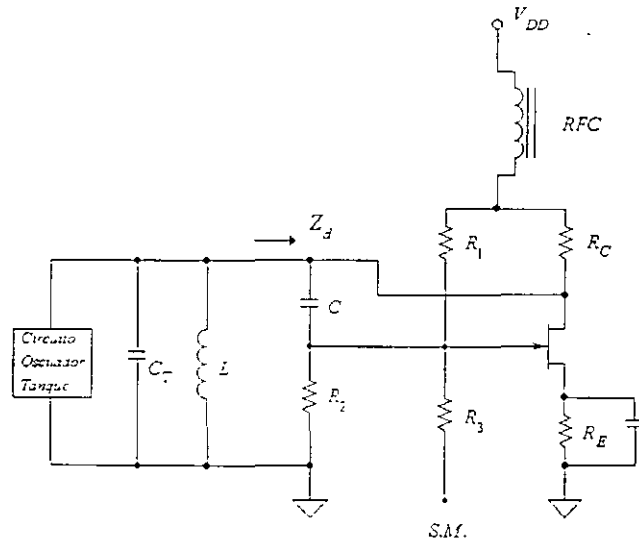 V_DD
RFC
Z_d
R_1
R_C
C
Circuito
Oscilador
Tanque
C_T
L
R_2
R_3
R_E
S.M.